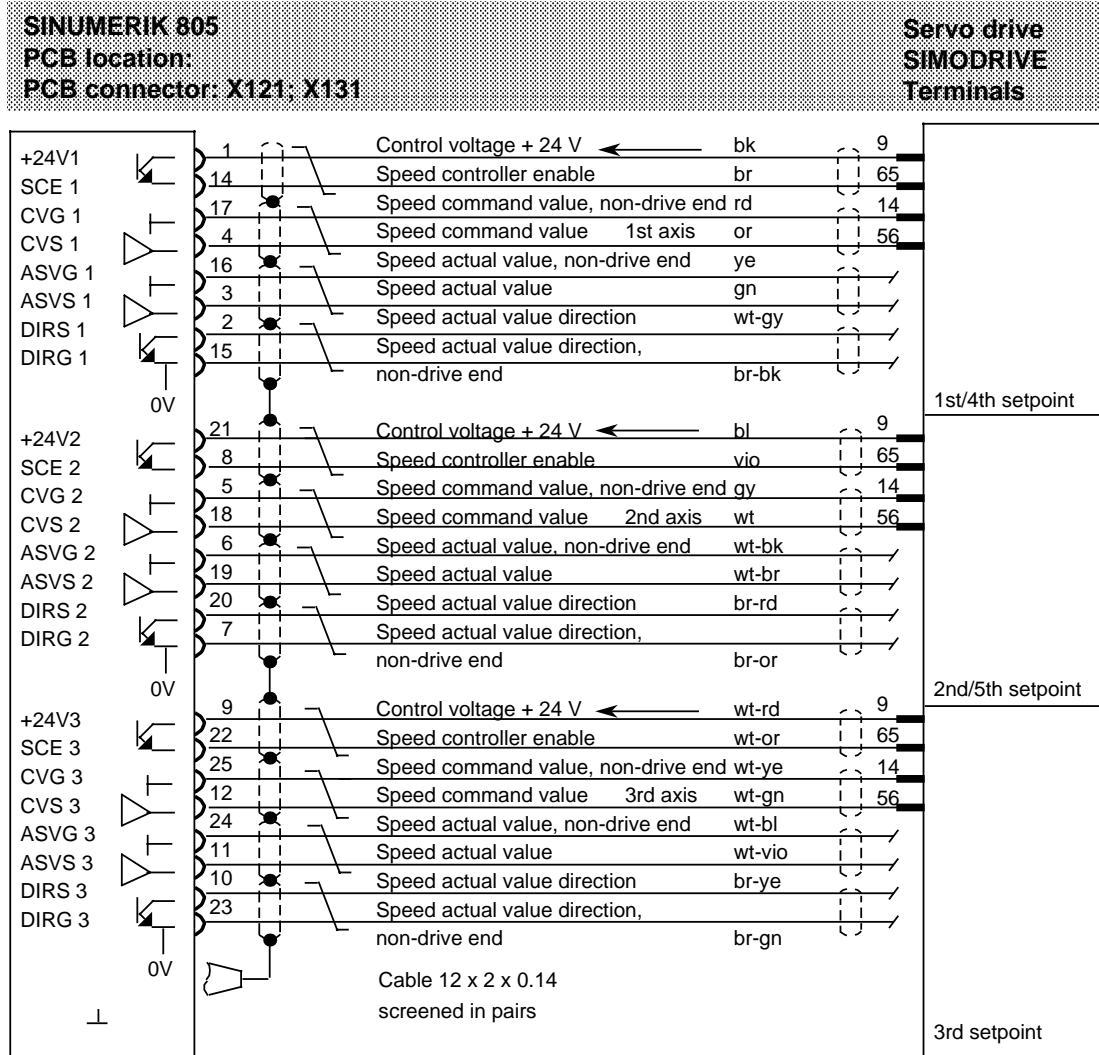 SINUMERIK 805
PCB location:
PCB connector: X121; X131
Servo drive
SIMODRIVE
Terminals
+24V1 1 Control voltage + 24 V bk 9
SCE 1 14 Speed controller enable br 65
CVG 1 17 Speed command value, non-drive end rd 14
CVS 1 4 Speed command value 1st axis or 56
ASVG 1 16 Speed actual value, non-drive end ye
ASVS 1 3 Speed actual value gn
DIRS 1 2 Speed actual value direction wt-gy
DIRG 1 15 Speed actual value direction,
non-drive end br-bk
0V
1st/4th setpoint
+24V2 21 Control voltage + 24 V bl 9
SCE 2 8 Speed controller enable vio 65
CVG 2 5 Speed command value, non-drive end gy 14
CVS 2 18 Speed command value 2nd axis wt 56
ASVG 2 6 Speed actual value, non-drive end wt-bk
ASVS 2 19 Speed actual value wt-br
DIRS 2 20 Speed actual value direction br-rd
DIRG 2 7 Speed actual value direction,
non-drive end br-or
0V
2nd/5th setpoint
+24V3 9 Control voltage + 24 V wt-rd 9
SCE 3 22 Speed controller enable wt-or 65
CVG 3 25 Speed command value, non-drive end wt-ye 14
CVS 3 12 Speed command value 3rd axis wt-gn 56
ASVG 3 24 Speed actual value, non-drive end wt-bl
ASVS 3 11 Speed actual value wt-vio
DIRS 3 10 Speed actual value direction br-ye
DIRG 3 23 Speed actual value direction,
non-drive end br-gn
0V
Cable 12 x 2 x 0.14
screened in pairs
3rd setpoint